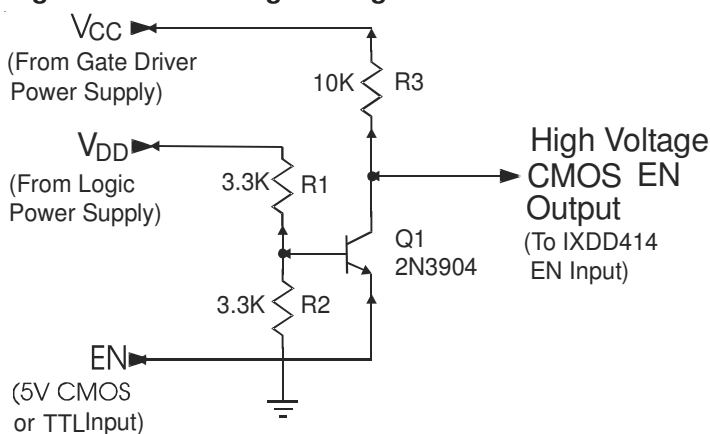 VCC
(From Gate Driver
Power Supply)
10K
R3
VDD
(From Logic
Power Supply)
3.3K
R1
High Voltage
CMOS EN
Output
(To IXDD414
EN Input)
Q1
2N3904
3.3K
R2
EN
(5V CMOS
or TTLInput)